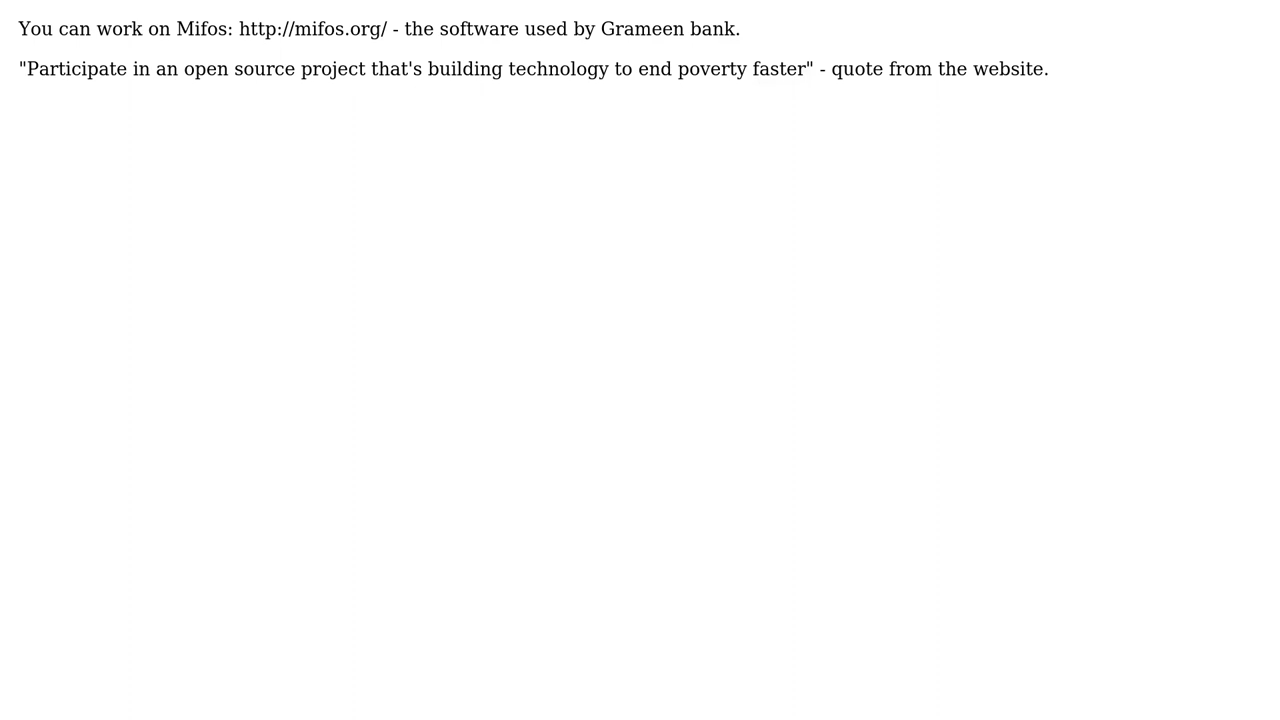 You can work on Mifos: http://mifos.org/ - the software used by Grameen bank.
"Participate in an open source project that's building technology to end poverty faster" - quote from the website.